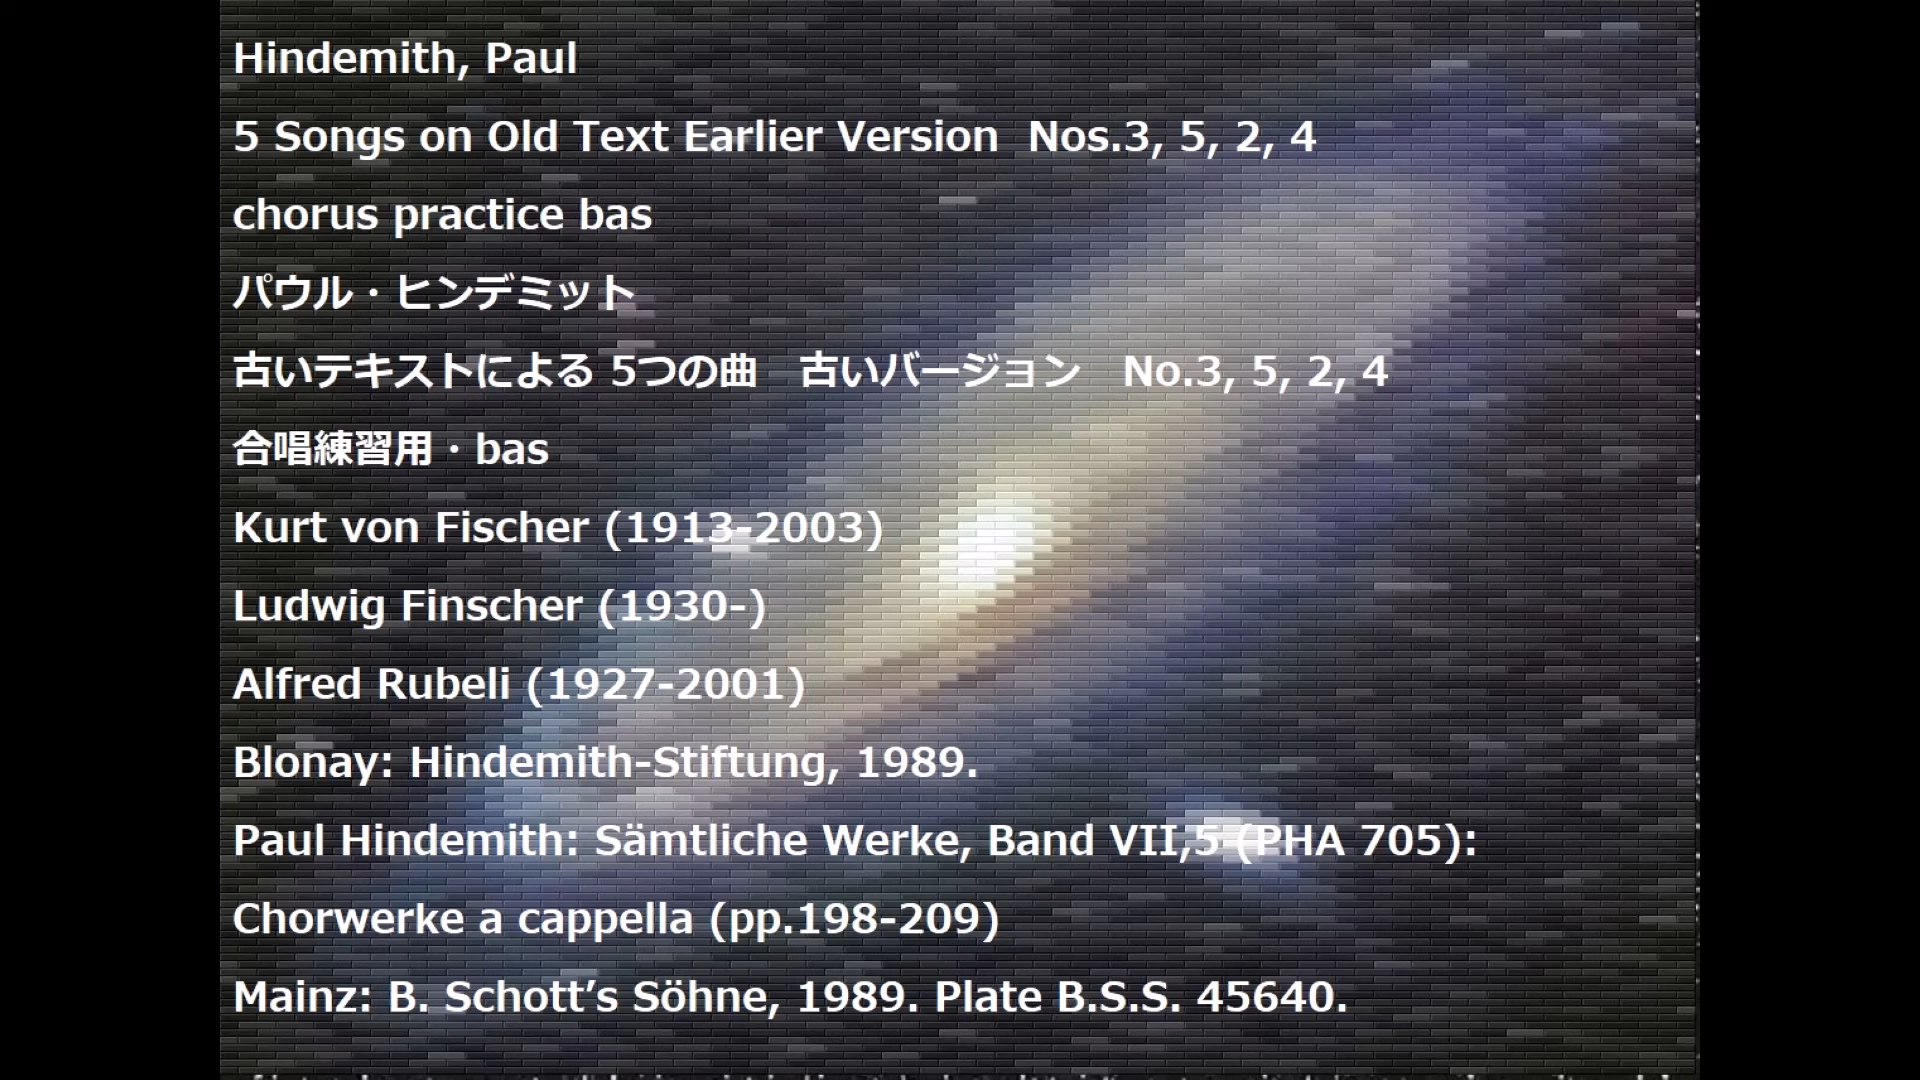 Hindemith, Paul
5 Songs on Old Text Earlier Version  Nos.3, 5, 2, 4
chorus practice bas
パウル・ヒンデミット
古いテキストによる 5つの曲　古いバージョン　No.3, 5, 2, 4
合唱練習用・bas
Kurt von Fischer (1913-2003)
Ludwig Finscher (1930-)
Alfred Rubeli (1927-2001)
Blonay: Hindemith-Stiftung, 1989.
Paul Hindemith: Sämtliche Werke, Band VII,5 (PHA 705):
Chorwerke a cappella (pp.198-209)
Mainz: B. Schott’s Söhne, 1989. Plate B.S.S. 45640.